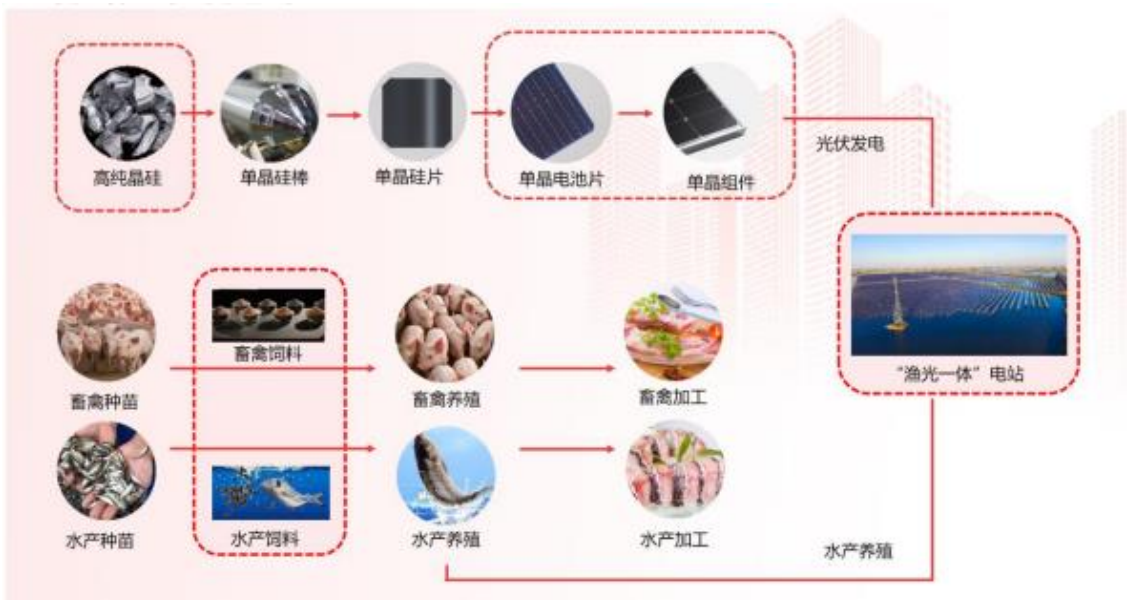 高纯晶硅
单晶硅棒
单晶硅片
单晶电池片
单晶组件
光伏发电
“渔光一体”电站
畜禽饲料
畜禽种苗
畜禽养殖
畜禽加工
水产种苗
水产饲料
水产养殖
水产加工
水产养殖